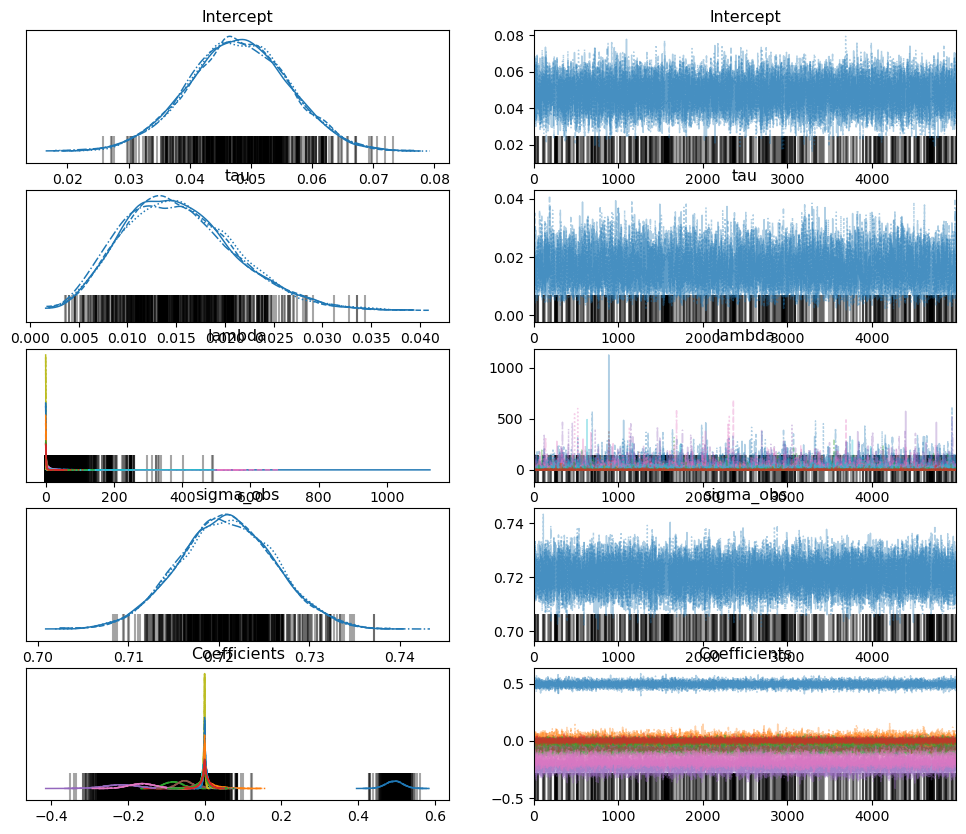 Intercept Intercept
0.08
0.06
0.04
0.02
0.02 0.03 0.04 0.05 0.06 0.07 0.08 0 1000 2000 3000 4000
tau tau
0.04
0.02
0.00
0.000 0.005 0.010 0.015 0.020 0.025 0.030 0.035 0.040 0 1000 2000 3000 4000
lambda lambda
1000
500
0
0 200 400 600 800 1000 0 1000 2000 3000 4000
sigma_obs sigma_obs
0.74
0.72
0.70
0.70 0.71 0.72 0.73 0.74 0 1000 2000 3000 4000
Coefficients Coefficients
0.5
0.0
−0.5
−0.4 −0.2 0.0 0.2 0.4 0.6 0 1000 2000 3000 4000